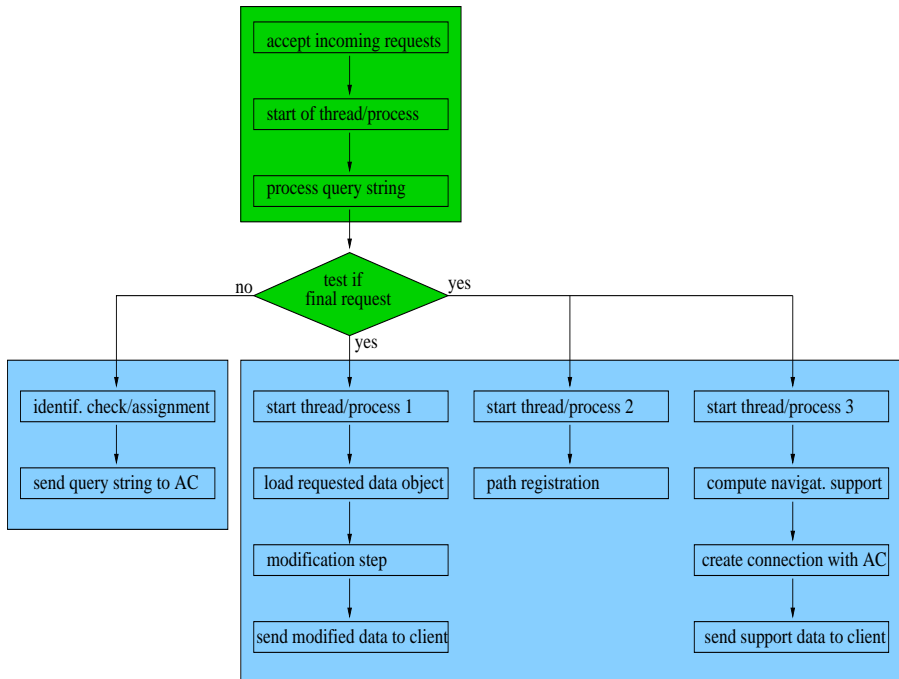 accept incoming requests
start of thread/process
process query string
test if
final request
no
yes
yes
identif. check/assignment
start thread/process 1
start thread/process 2
start thread/process 3
send query string to AC
load requested data object
path registration
compute navigat. support
modification step
create connection with AC
send modified data to client
send support data to client